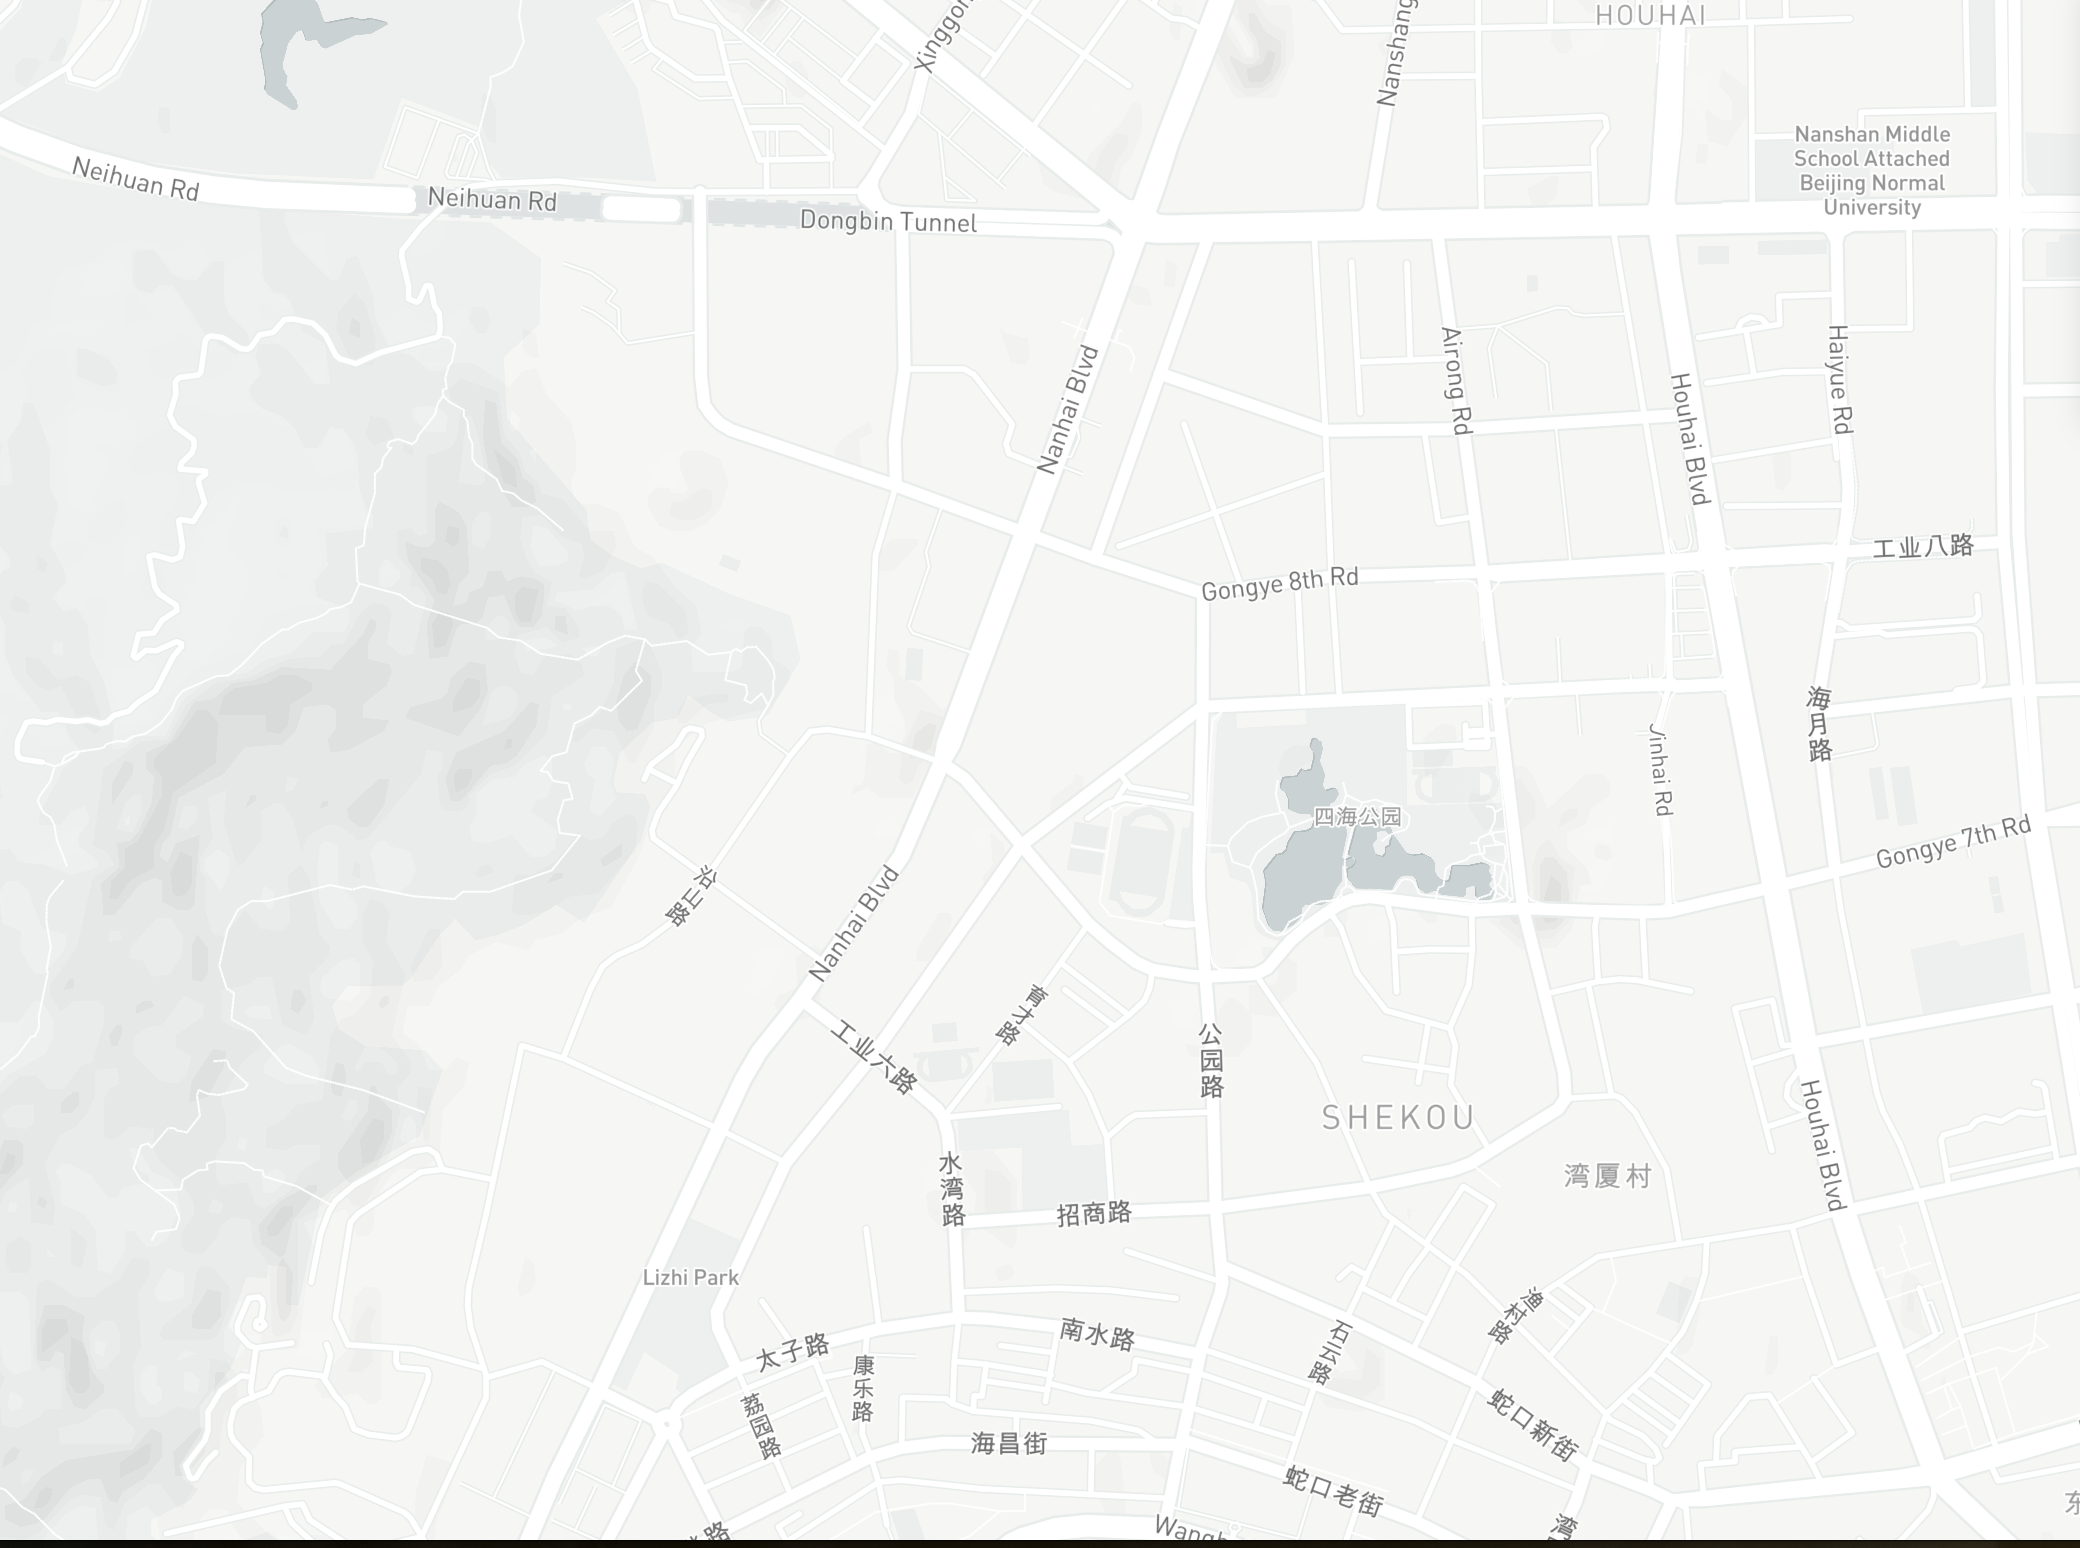 HOUHAI
Nanshan Middle
School Attached
Beijing Normal
University
Neihuan Rd
Neihuan Rd
Dongbin Tunnel
Nanhai Blvd
Airong Rd
Houhai Blvd
Haiyue Rd
工业八路
Gongye 8th Rd
海月路
Jinhai Rd
四海公园
Gongye 7th Rd
沿山路
Nanhai Blvd
育才路
工业六路
公园路
SHEKOU
Houhai Blvd
湾厦村
水湾路
招商路
Lizhi Park
渔村路
太子路
南水路
石云路
康乐路
荔园路
海昌街
蛇口新街
蛇口老街